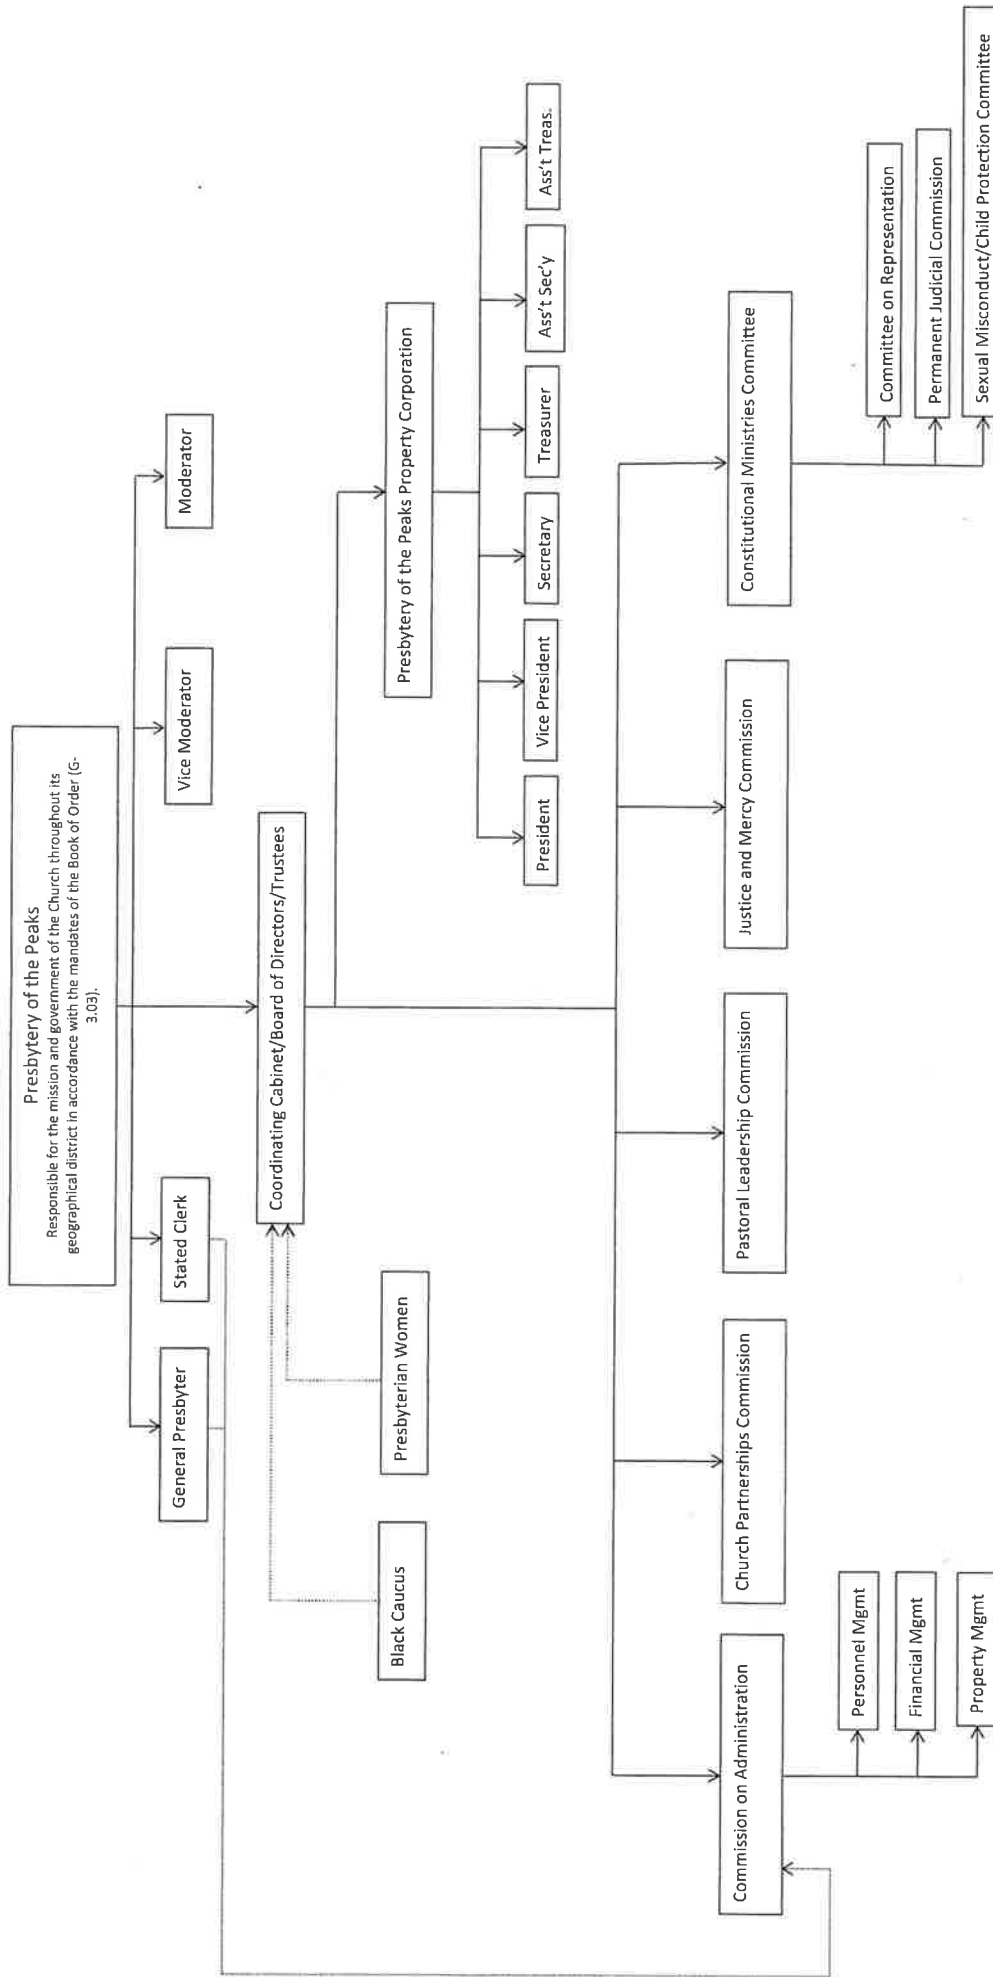 Presbytery of the Peaks
Responsible for the mission and government of the Church throughout its
geographical district in accordance with the mandates of the Book of Order (G-
3.03).
General Presbyter
Stated Clerk
Vice Moderator
Moderator
Coordinating Cabinet/Board of Directors/Trustees
Black Caucus
Presbyterian Women
Presbytery of the Peaks Property Corporation
President
Vice President
Secretary
Treasurer
Ass't Sec'y
Ass't Treas.
Commission on Administration
Church Partnerships Commission
Pastoral Leadership Commission
Justice and Mercy Commission
Constitutional Ministries Committee
Personnel Mgmt
Financial Mgmt
Property Mgmt
Committee on Representation
Permanent Judicial Commission
Sexual Misconduct/Child Protection Committee